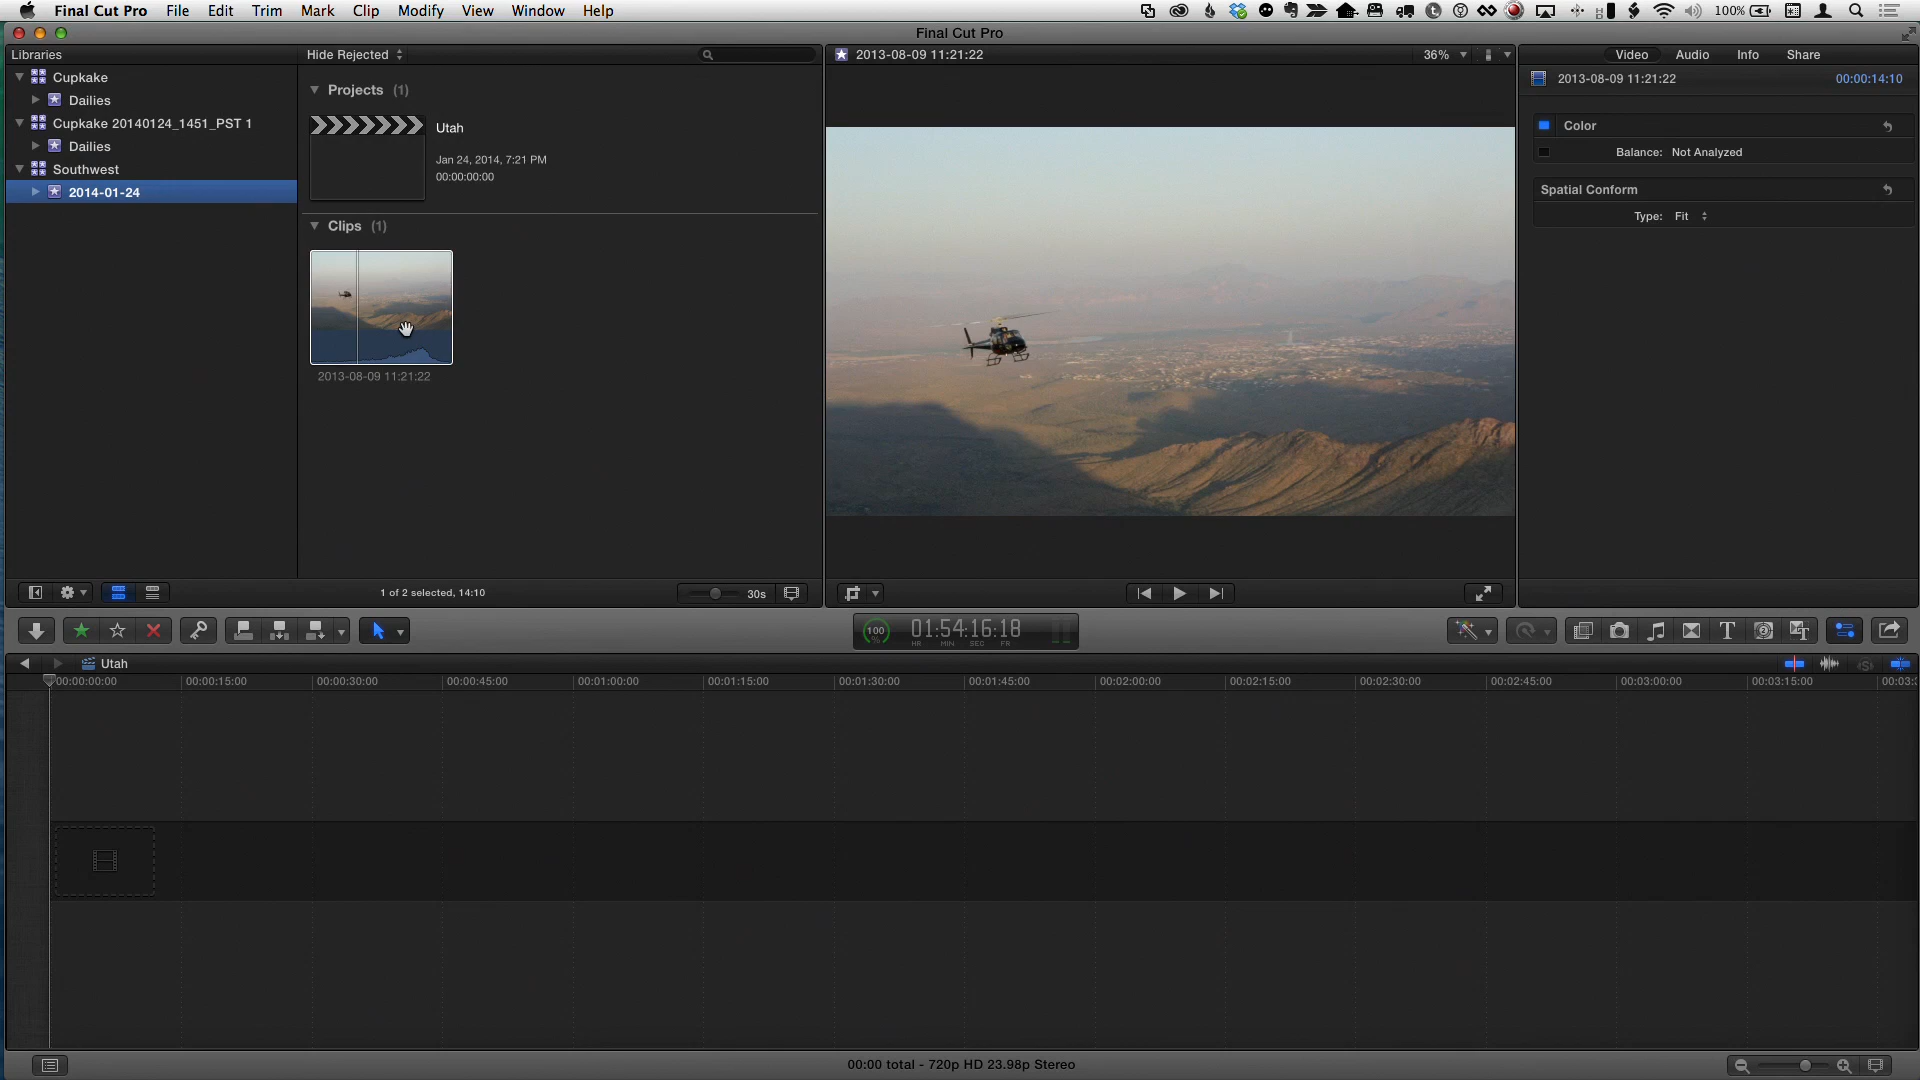 Final Cut Pro File Edit Trim Mark Clip Modify View Window Help 100%
Final Cut Pro
Libraries Hide Rejected 2013-08-09 11:21:22 36% Video Audio Info Share
Cupkake
Dailies
Cupkake 20140124_1451_PST 1
Dailies
Southwest
2014-01-24
Projects (1)
Utah
Jan 24, 2014, 7:21 PM
00:00:00:00
Clips (1)
2013-08-09 11:21:22
2013-08-09 11:21:22 00:00:14:10
Color
Balance: Not Analyzed
Spatial Conform
Type: Fit
1 of 2 selected, 14:10 30s
100 % 01:54:16:18
HR MIN SEC FR
Utah
00:00:00:00 00:00:15:00 00:00:30:00 00:00:45:00 00:01:00:00 00:01:15:00 00:01:30:00 00:01:45:00 00:02:00:00 00:02:15:00 00:02:30:00 00:02:45:00 00:03:00:00 00:03:15:00 00:03:
00:00 total - 720p HD 23.98p Stereo